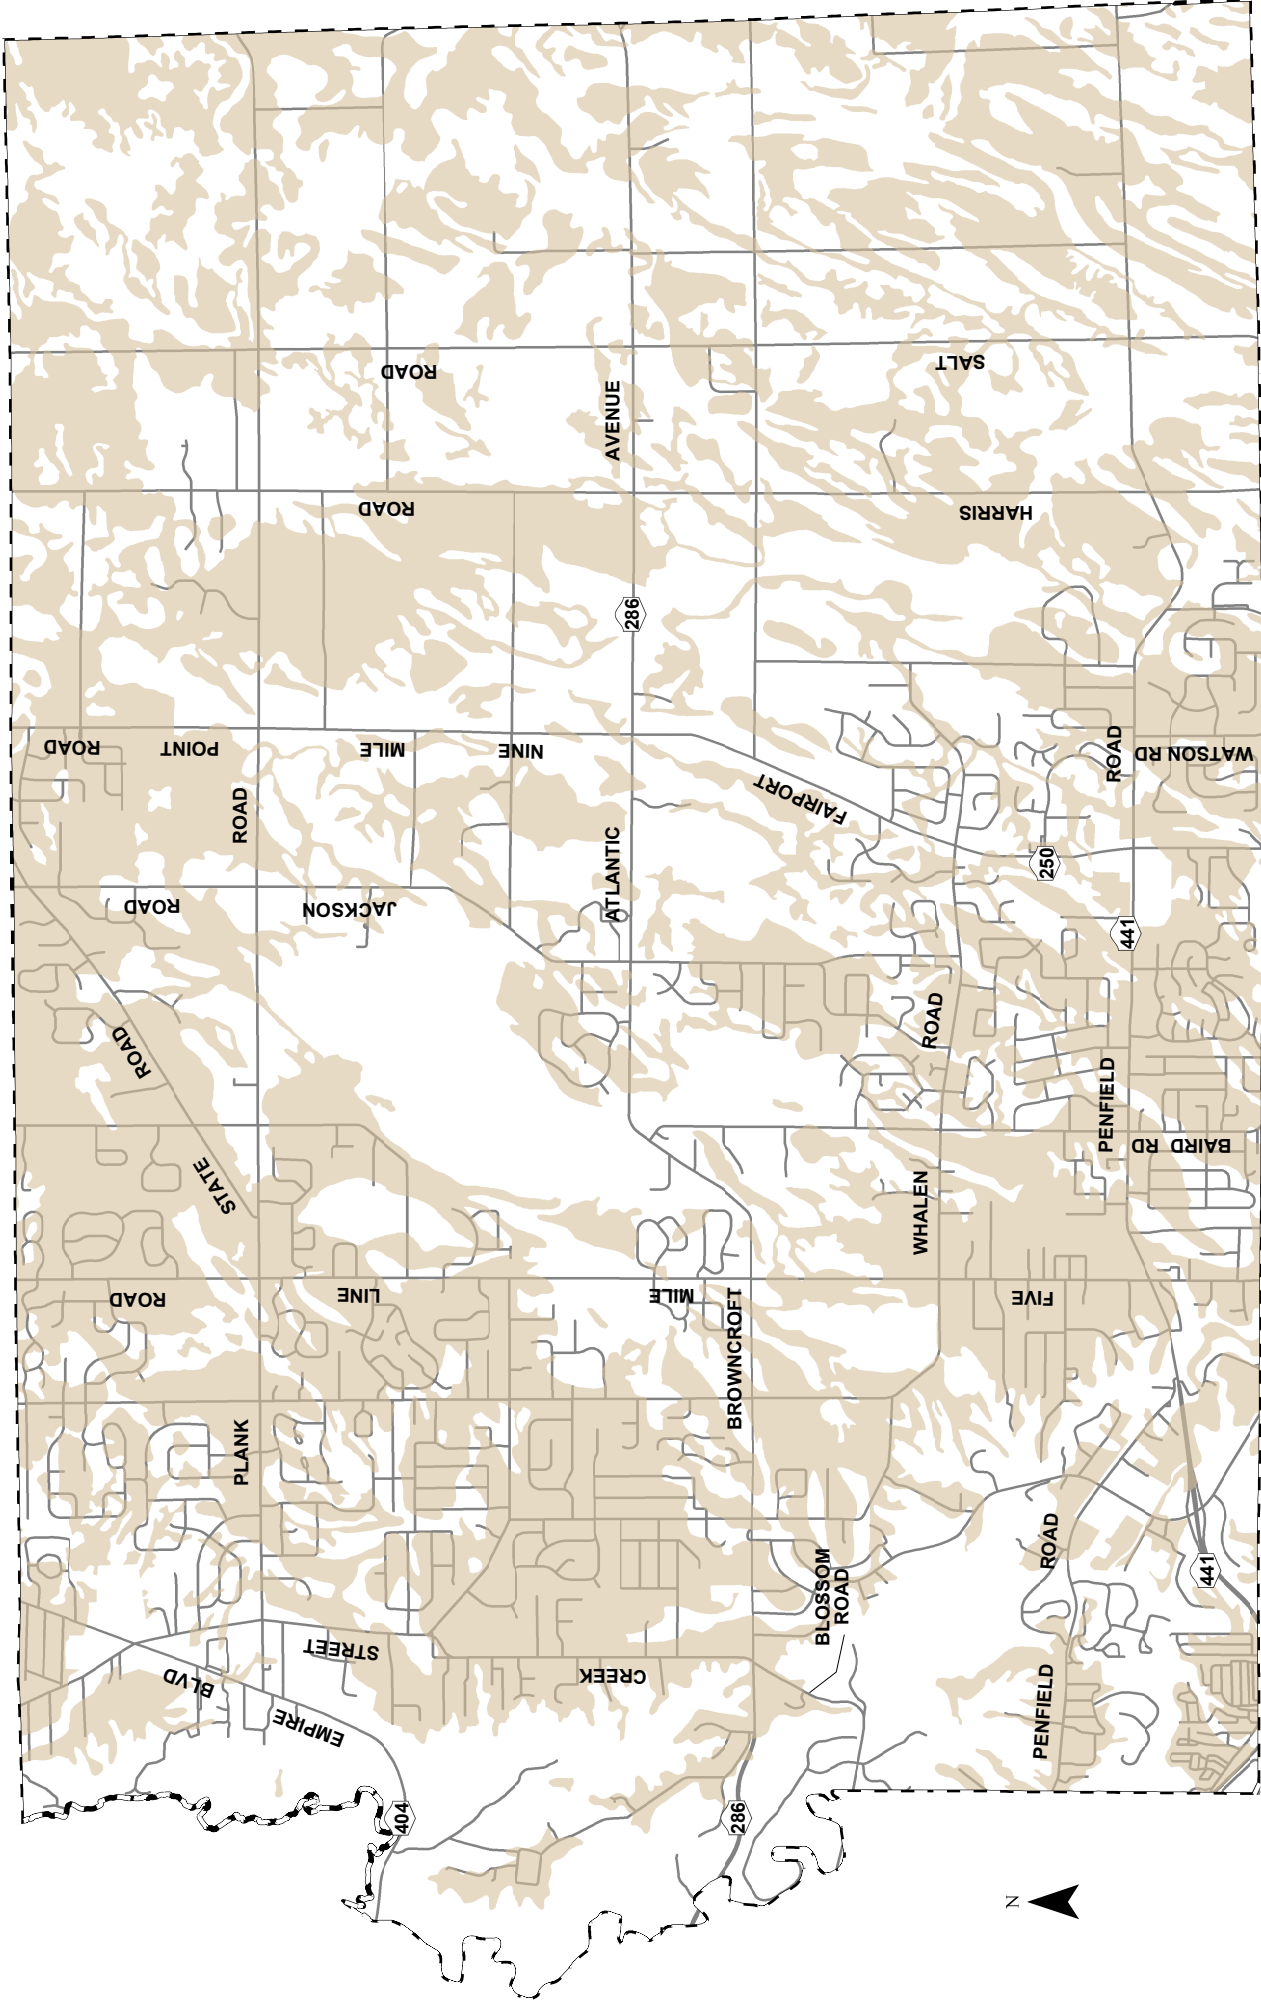 ROAD
SALT
AVENUE
ROAD
HARRIS
286
ROAD
POINT
MILE
NINE
ROAD
FAIRPORT
ROAD
WATSON RD
250
ATLANTIC
ROAD
JACKSON
441
ROAD
ROAD
PENFIELD
BAIRD RD
STATE
WHALEN
ROAD
LINE
MILE
FIVE
BROWNCROFT
PLANK
ROAD
BLOSSOM
ROAD
441
STREET
CREEK
BLVD
EMPIRE
PENFIELD
404
286
N